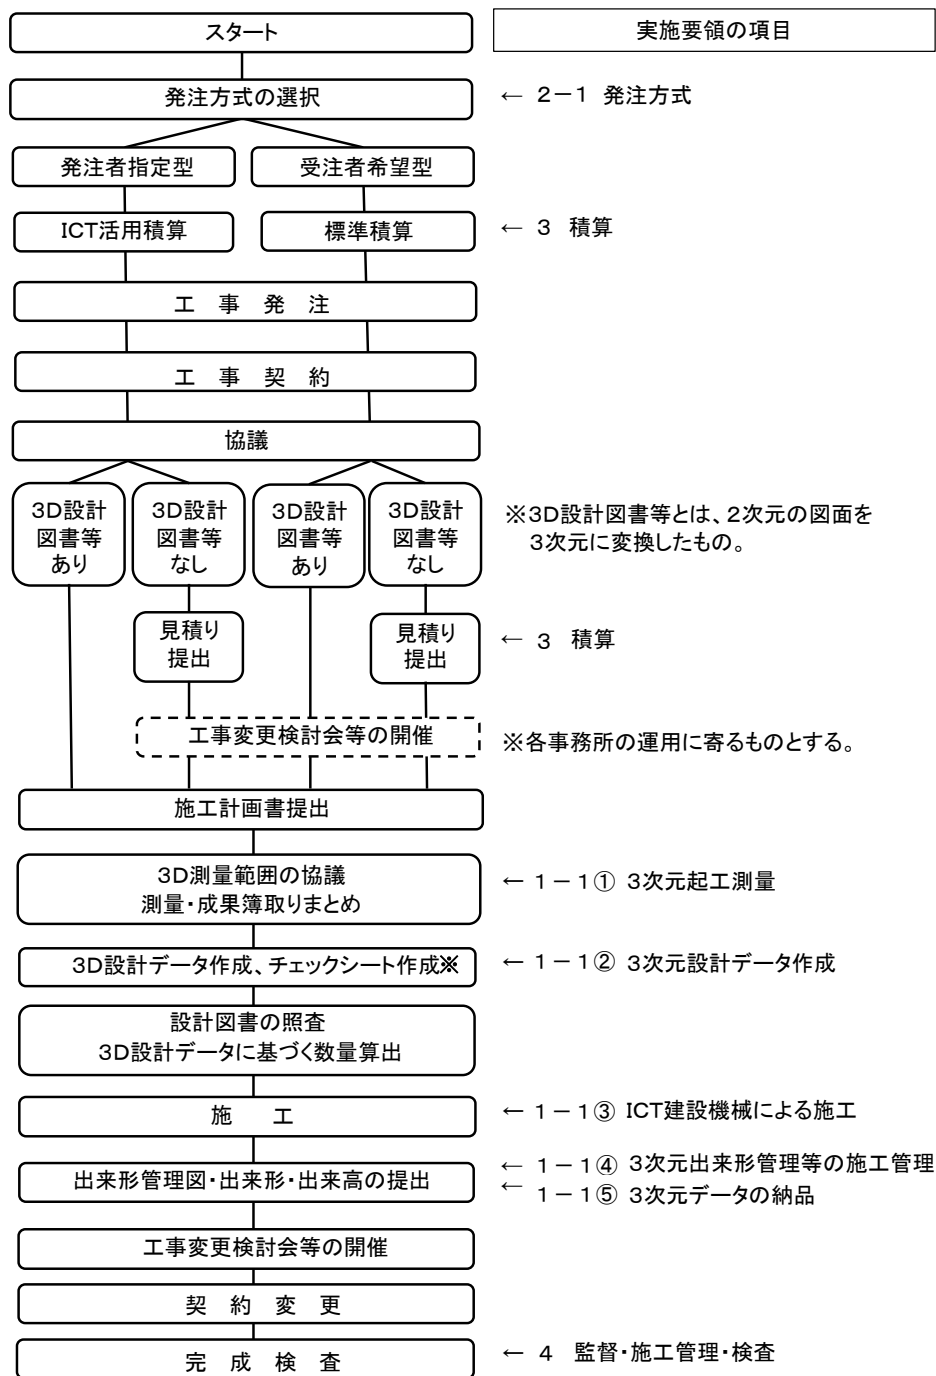 スタート
実施要領の項目
発注方式の選択
← 2－1 発注方式
発注者指定型
受注者希望型
ICT活用積算
標準積算
← 3 積算
工 事 発 注
工 事 契 約
協議
3D設計
図書等
あり
3D設計
図書等
なし
3D設計
図書等
あり
3D設計
図書等
なし
※3D設計図書等とは、2次元の図面を
3次元に変換したもの。
見積り
提出
見積り
提出
← 3 積算
工事変更検討会等の開催
※各事務所の運用に寄るものとする。
施工計画書提出
3D測量範囲の協議
測量・成果簿取りまとめ
← 1－1① 3次元起工測量
3D設計データ作成、チェックシート作成※
← 1－1② 3次元設計データ作成
設計図書の照査
3D設計データに基づく数量算出
施 工
← 1－1③ ICT建設機械による施工
出来形管理図・出来形・出来高の提出
← 1－1④ 3次元出来形管理等の施工管理
← 1－1⑤ 3次元データの納品
工事変更検討会等の開催
契 約 変 更
完 成 検 査
← 4 監督・施工管理・検査